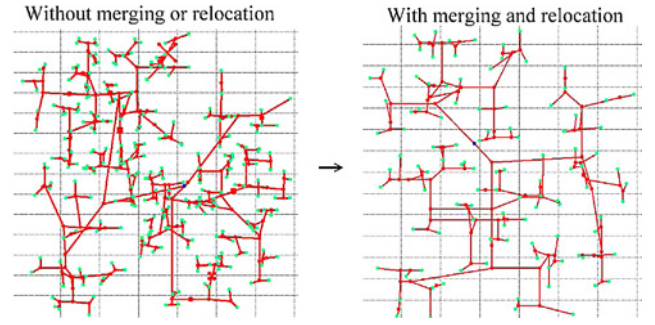 Without merging or relocation
With merging and relocation